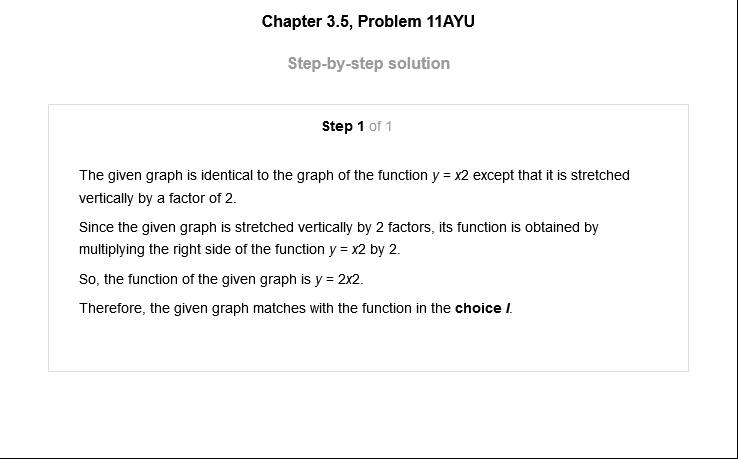 Chapter 3.5, Problem 11AYU
Step-by-step solution
Step 1 of 1
The given graph is identical to the graph of the function y = x2 except that it is stretched
vertically by a factor of 2.
Since the given graph is stretched vertically by 2 factors, its function is obtained by
multiplying the right side of the function y = x2 by 2.
So, the function of the given graph is y = 2x2.
Therefore, the given graph matches with the function in the choice I.